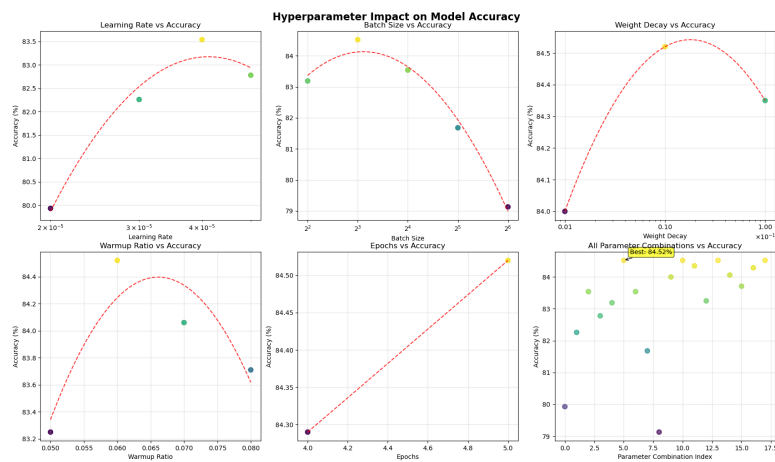 Hyperparameter Impact on Model Accuracy
Learning Rate vs Accuracy
Accuracy (%)
83.5
83.0
82.5
82.0
81.5
81.0
80.5
80.0
2 × 10⁻⁵
3 × 10⁻⁵
4 × 10⁻⁵
Learning Rate
Batch Size vs Accuracy
Accuracy (%)
84
83
82
81
80
79
2²
2³
2⁴
2⁵
2⁶
Batch Size
Weight Decay vs Accuracy
Accuracy (%)
84.5
84.4
84.3
84.2
84.1
84.0
0.01
0.10
1.00
Weight Decay
Warmup Ratio vs Accuracy
Accuracy (%)
84.4
84.2
84.0
83.8
83.6
83.4
83.2
0.050
0.055
0.060
0.065
0.070
0.075
0.080
Warmup Ratio
Epochs vs Accuracy
Accuracy (%)
84.50
84.45
84.40
84.35
84.30
4.0
4.2
4.4
4.6
4.8
5.0
Epochs
All Parameter Combinations vs Accuracy
Best: 84.52%
Accuracy (%)
84
83
82
81
80
79
0.0
2.5
5.0
7.5
10.0
12.5
15.0
17.5
Parameter Combination Index